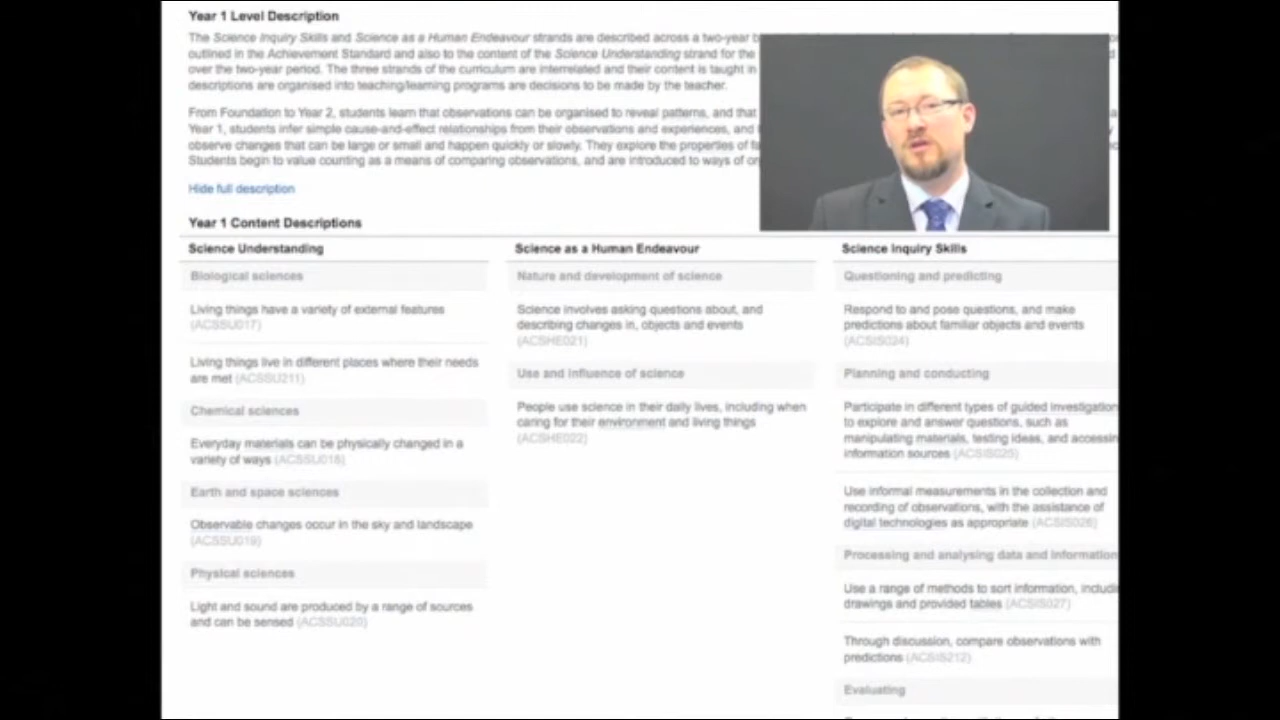 Year 1 Level Description
The Science Inquiry Skills and Science as a Human Endeavour strands are described across a two-year
outlined in the Achievement Standard and also to the content of the Science Understanding strand for the
over the two-year period. The three strands of the curriculum are interrelated and their content is taught in
descriptions are organised into teaching/learning programs are decisions to be made by the teacher.
From Foundation to Year 2, students learn that observations can be organised to reveal patterns, and that
Year 1, students infer simple cause-and-effect relationships from their observations and experiences, and
observe changes that can be large or small and happen quickly or slowly. They explore the properties of
Students begin to value counting as a means of comparing observations, and are introduced to ways of
Hide full description
Year 1 Content Descriptions
Science Understanding
Biological sciences
Living things have a variety of external features
(ACSSU017)
Living things live in different places where their needs
are met (ACSSU211)
Chemical sciences
Everyday materials can be physically changed in a
variety of ways (ACSSU018)
Earth and space sciences
Observable changes occur in the sky and landscape
(ACSSU019)
Physical sciences
Light and sound are produced by a range of sources
and can be sensed (ACSSU020)
Science as a Human Endeavour
Nature and development of science
Science involves asking questions about, and
describing changes in, objects and events
(ACSHE021)
Use and influence of science
People use science in their daily lives, including when
caring for their environment and living things
(ACSHE022)
Science Inquiry Skills
Questioning and predicting
Respond to and pose questions, and make
predictions about familiar objects and events
(ACSIS024)
Planning and conducting
Participate in different types of guided investigation
to explore and answer questions, such as
manipulating materials, testing ideas, and accessin
information sources (ACSIS025)
Use informal measurements in the collection and
recording of observations, with the assistance of
digital technologies as appropriate (ACSIS026)
Processing and analysing data and information
Use a range of methods to sort information, includi
drawings and provided tables (ACSIS027)
Through discussion, compare observations with
predictions (ACSIS212)
Evaluating